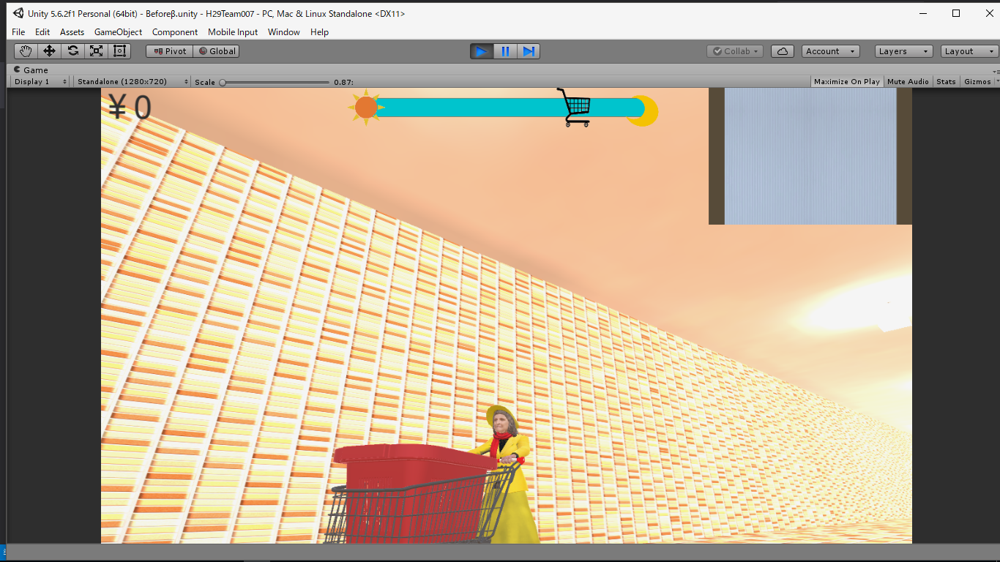 Unity 5.6.2f1 Personal (64bit) - Beforeβ.unity - H29Team007 - PC, Mac & Linux Standalone <DX11>
File Edit Assets GameObject Component Mobile Input Window Help
Pivot Global Collab Account Layers Layout
Game
Display 1 Standalone (1280x720) Scale 0.87: Maximize On Play Mute Audio Stats Gizmos
¥ 0